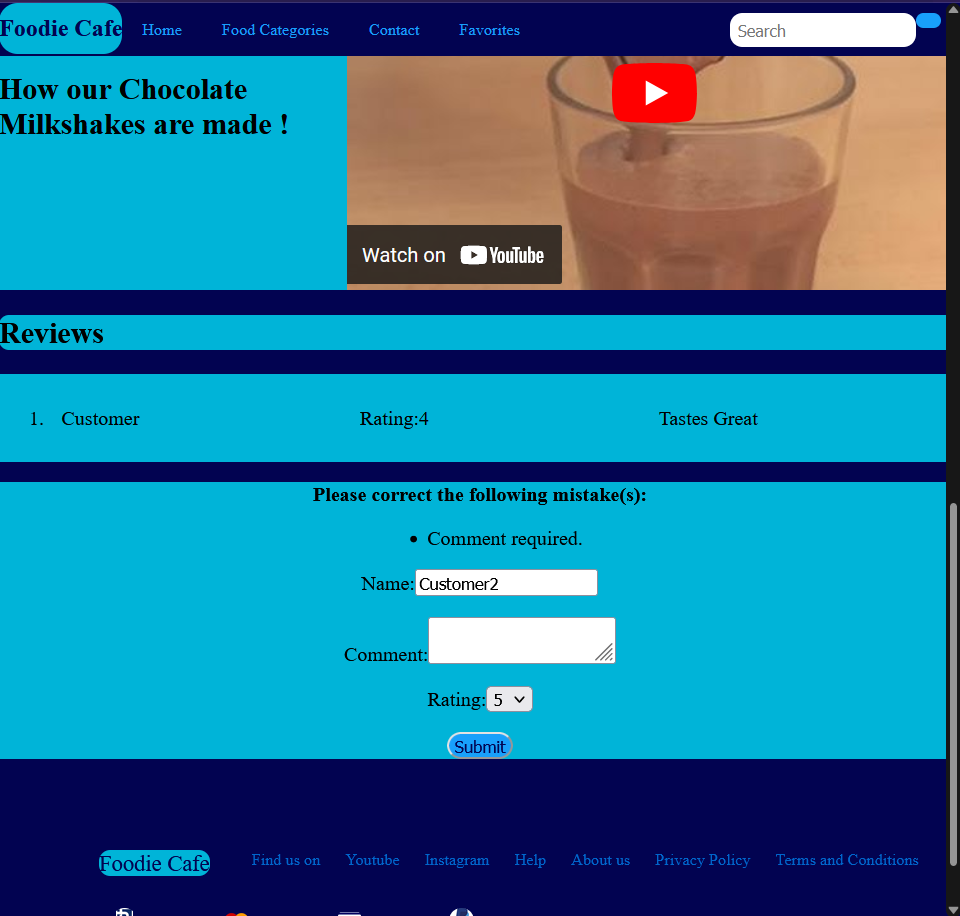 Foodie Cafe Home Food Categories Contact Favorites Search
How our Chocolate
Milkshakes are made !
Watch on YouTube
Reviews
1. Customer Rating:4 Tastes Great
Please correct the following mistake(s):
• Comment required.
Name: Customer2
Comment:
Rating: 5
Submit
Foodie Cafe Find us on Youtube Instagram Help About us Privacy Policy Terms and Conditions